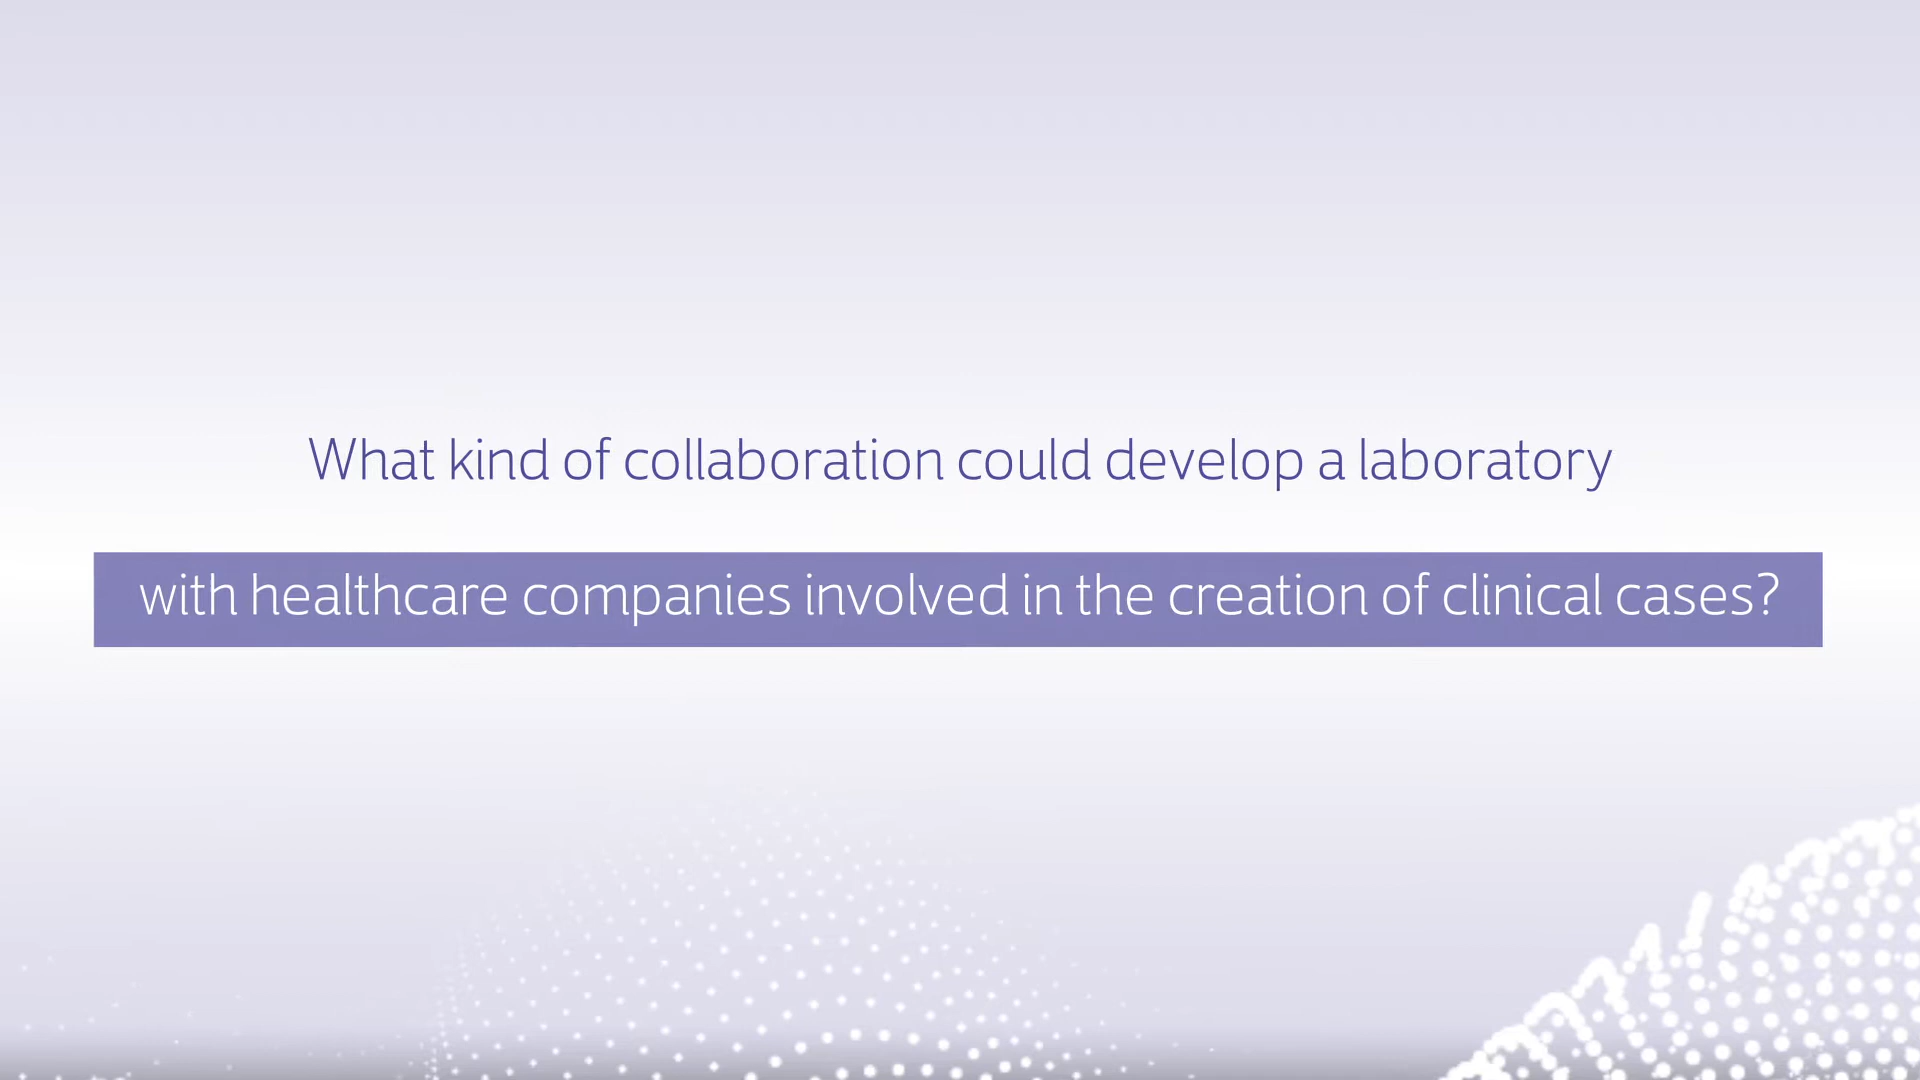 What kind of collaboration could develop a laboratory
with healthcare companies involved in the creation of clinical cases?